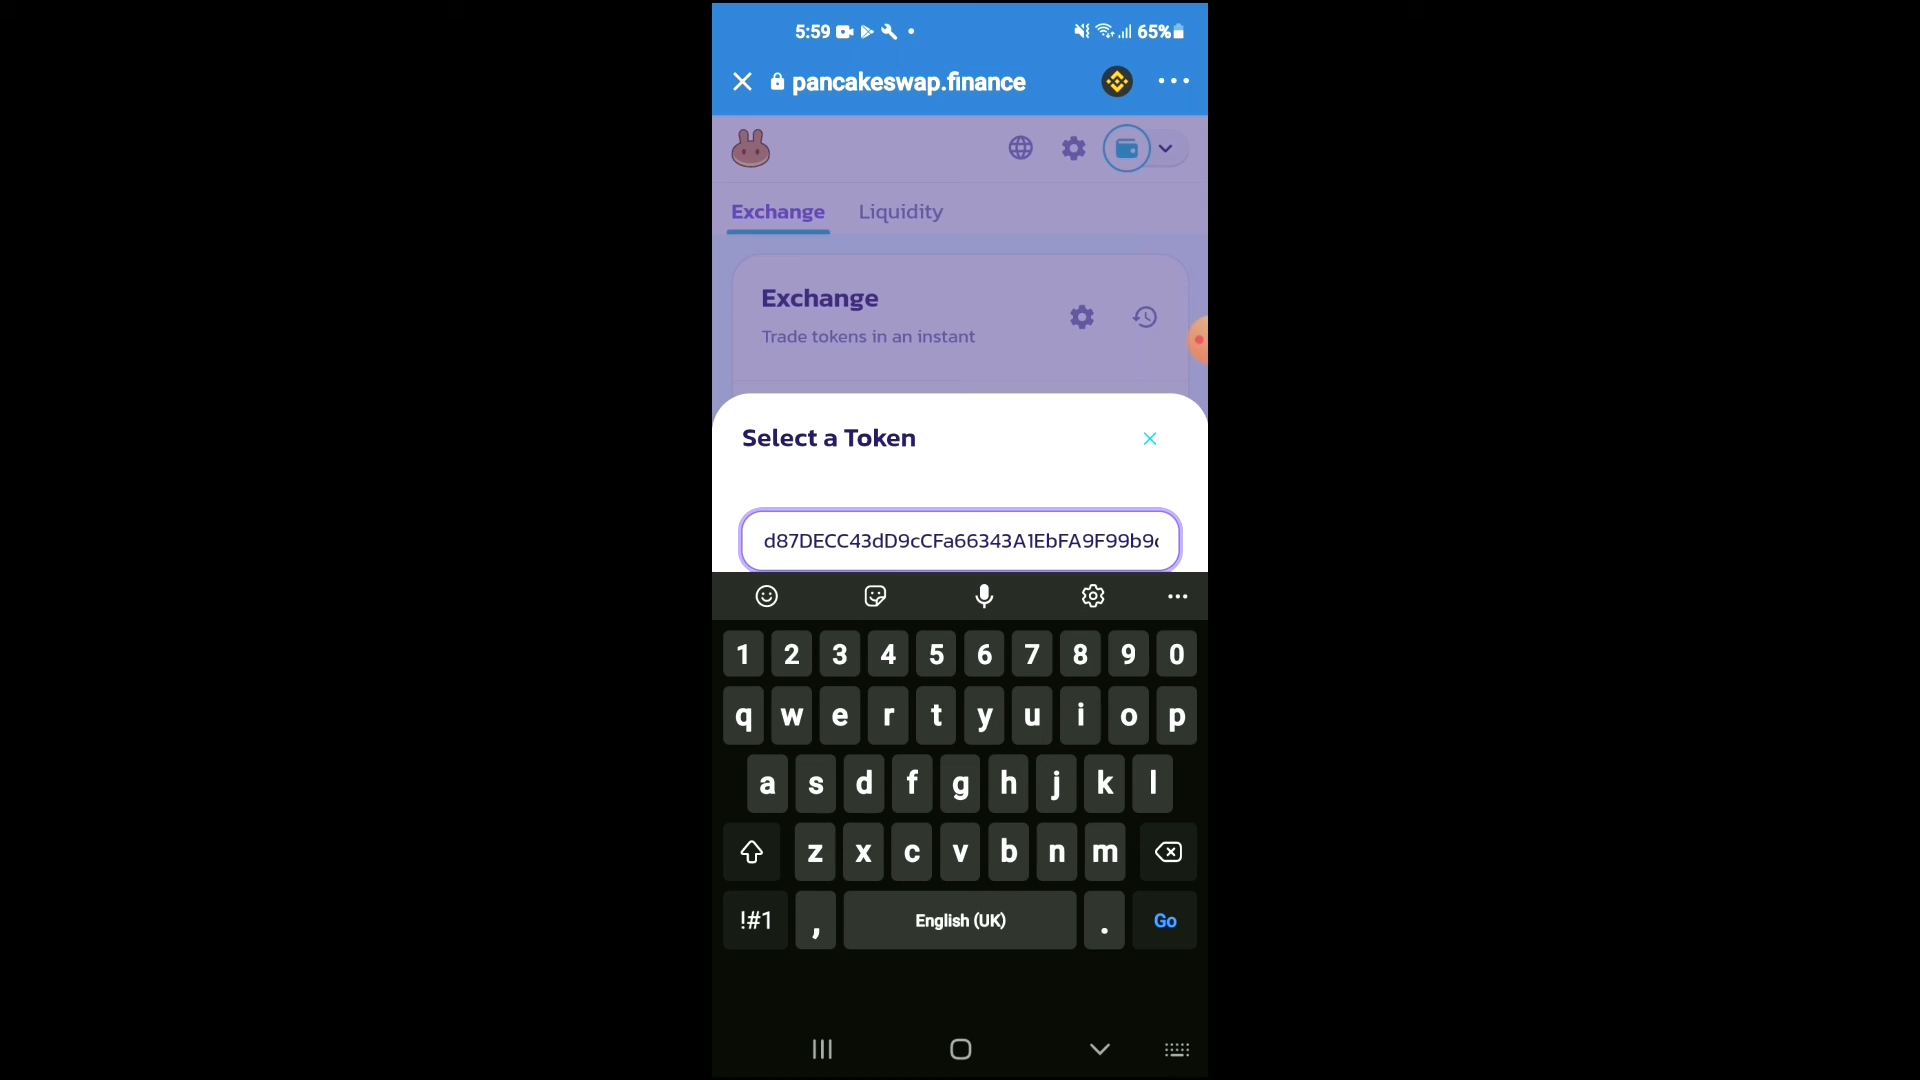 5:59 65%
pancakeswap.finance
Exchange Liquidity
Exchange
Trade tokens in an instant
Select a Token
d87DECC43dD9cCFa66343A1EbFA9F99b9
1 2 3 4 5 6 7 8 9 0
q w e r t y u i o p
a s d f g h j k l
z x c v b n m
!#1 , English (UK) . Go